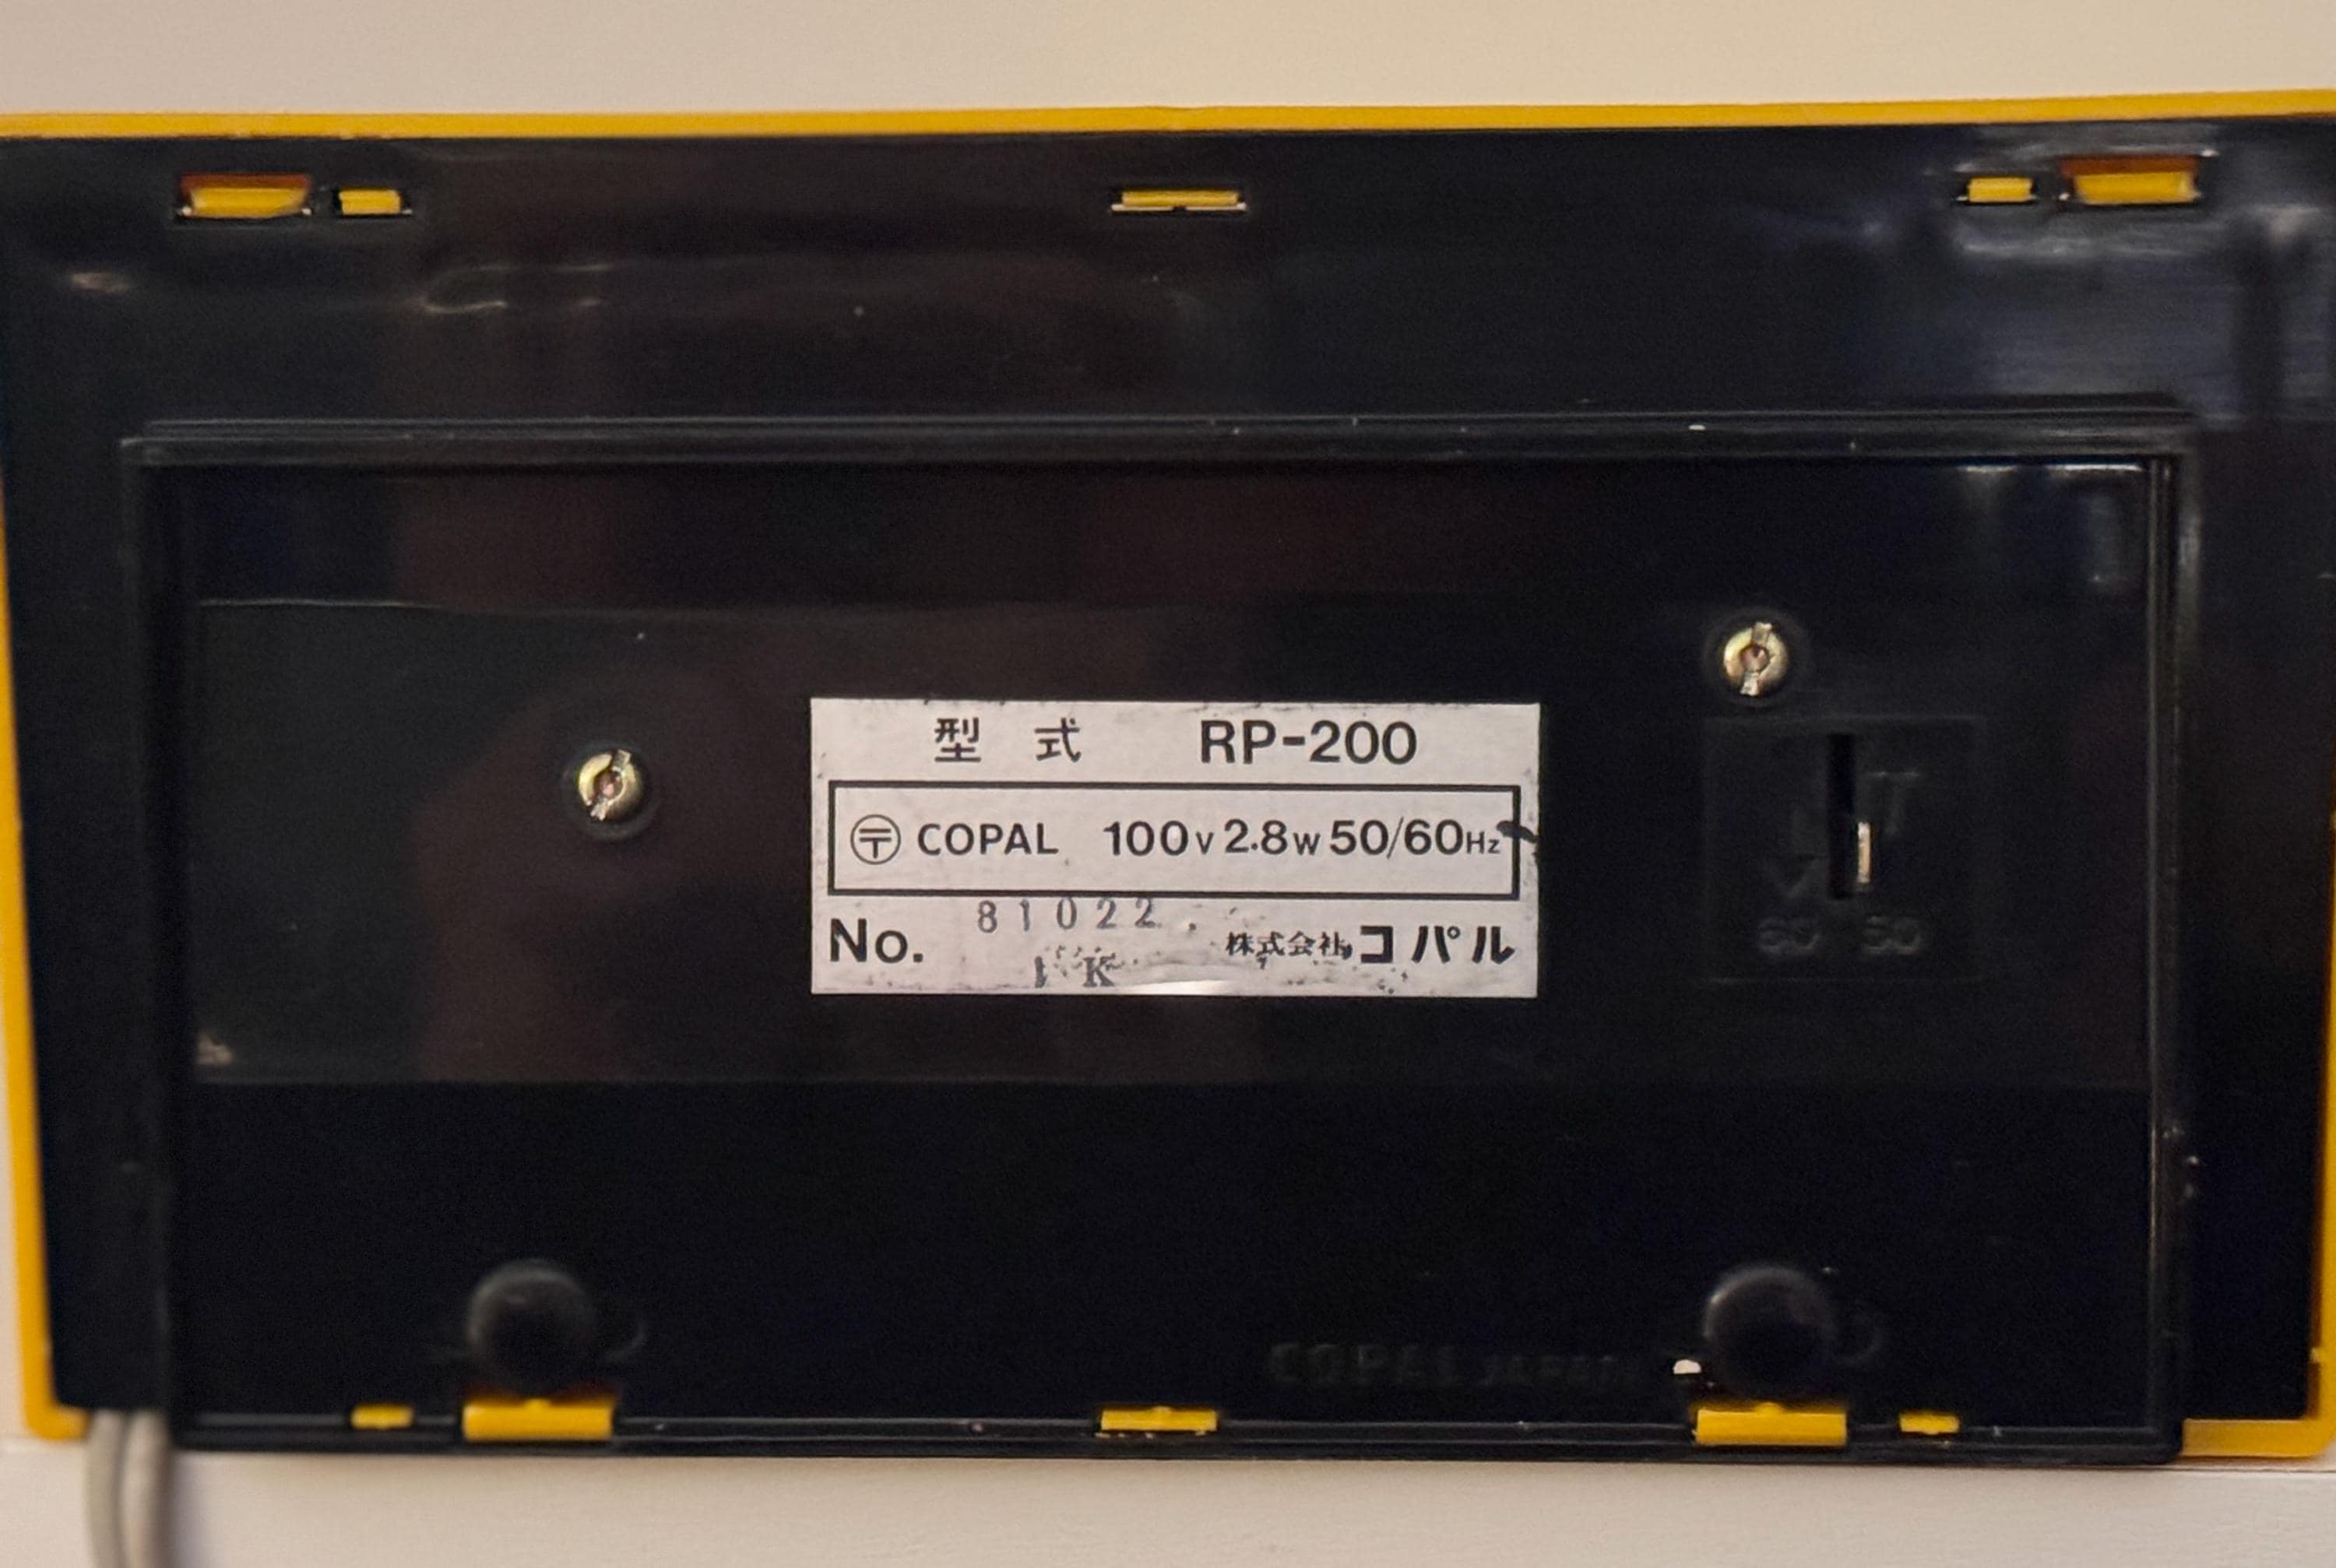 型 式 RP-200
〶 COPAL 100V 2.8W 50/60Hz
No. 81022. 株式会社 コパル
1 K
60 50
COPAL JAPAN